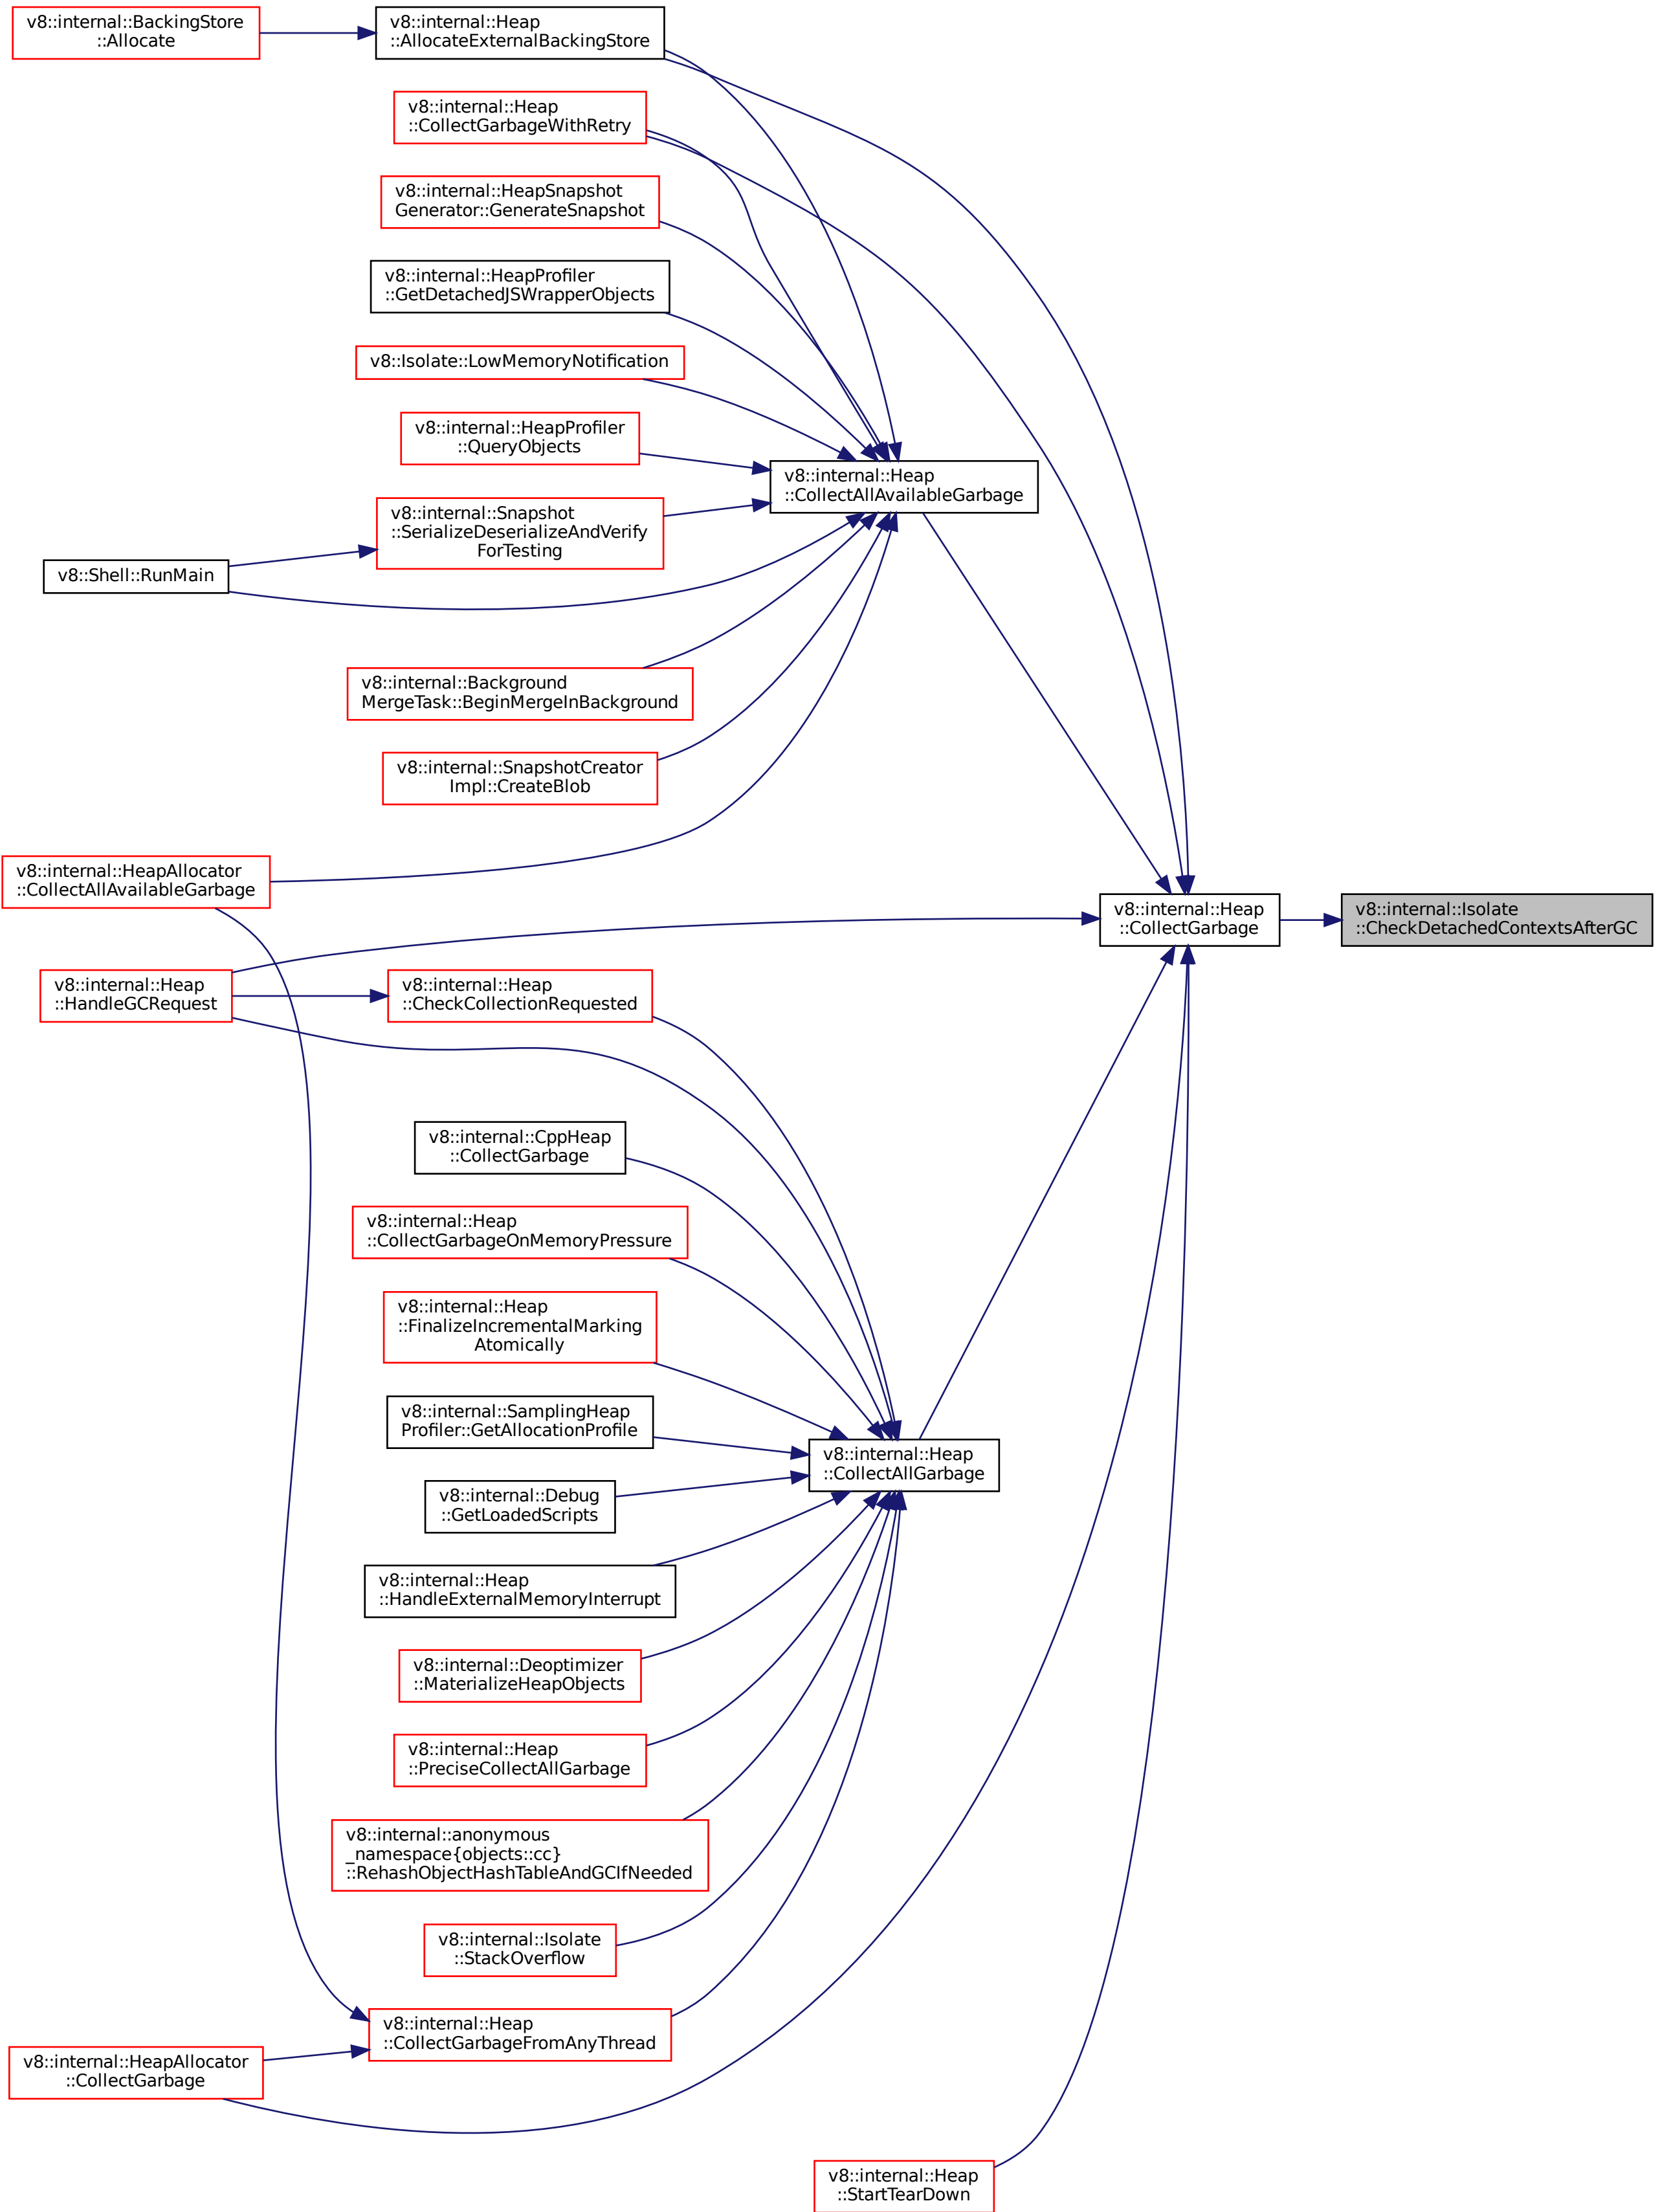 v8::internal::BackingStore
::Allocate
v8::internal::Heap
::AllocateExternalBackingStore
v8::internal::Heap
::CollectGarbageWithRetry
v8::internal::HeapSnapshot
Generator::GenerateSnapshot
v8::internal::HeapProfiler
::GetDetachedJSWrapperObjects
v8::Isolate::LowMemoryNotification
v8::internal::HeapProfiler
::QueryObjects
v8::internal::Heap
::CollectAllAvailableGarbage
v8::internal::Snapshot
::SerializeDeserializeAndVerify
ForTesting
v8::Shell::RunMain
v8::internal::Background
MergeTask::BeginMergeInBackground
v8::internal::SnapshotCreator
Impl::CreateBlob
v8::internal::HeapAllocator
::CollectAllAvailableGarbage
v8::internal::Heap
::CollectGarbage
v8::internal::Isolate
::CheckDetachedContextsAfterGC
v8::internal::Heap
::HandleGCRequest
v8::internal::Heap
::CheckCollectionRequested
v8::internal::CppHeap
::CollectGarbage
v8::internal::Heap
::CollectGarbageOnMemoryPressure
v8::internal::Heap
::FinalizeIncrementalMarking
Atomically
v8::internal::SamplingHeap
Profiler::GetAllocationProfile
v8::internal::Heap
::CollectAllGarbage
v8::internal::Debug
::GetLoadedScripts
v8::internal::Heap
::HandleExternalMemoryInterrupt
v8::internal::Deoptimizer
::MaterializeHeapObjects
v8::internal::Heap
::PreciseCollectAllGarbage
v8::internal::anonymous
_namespace{objects::cc}
::RehashObjectHashTableAndGCIfNeeded
v8::internal::Isolate
::StackOverflow
v8::internal::Heap
::CollectGarbageFromAnyThread
v8::internal::HeapAllocator
::CollectGarbage
v8::internal::Heap
::StartTearDown